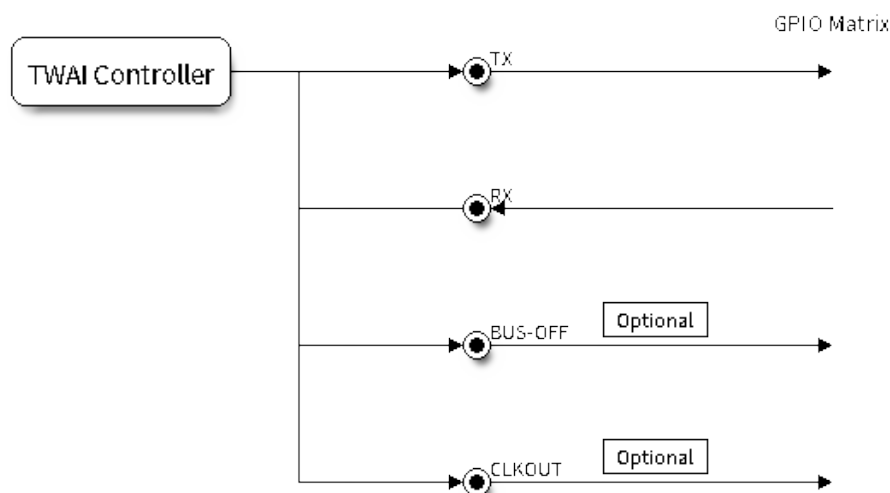 GPIO Matrix
TWAI Controller
TX
RX
BUS-OFF
Optional
CLKOUT
Optional